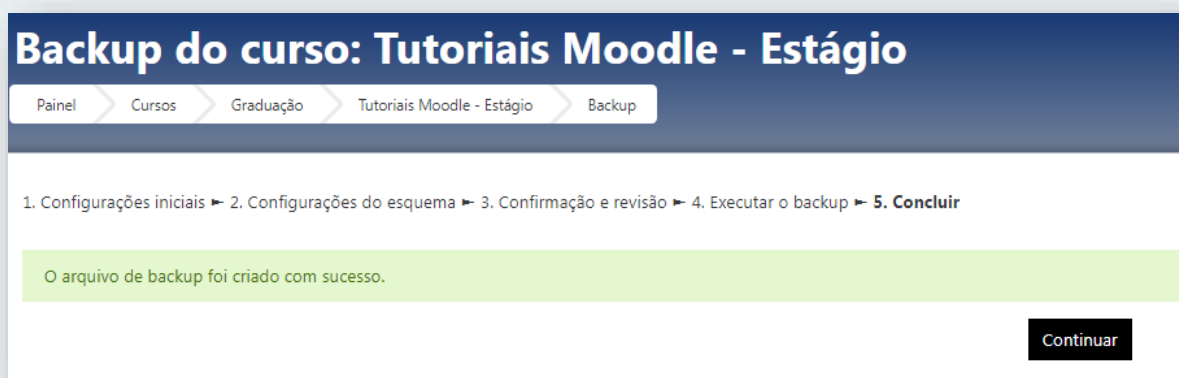 Backup do curso: Tutoriais Moodle - Estágio
Painel Cursos Graduação Tutoriais Moodle - Estágio Backup
1. Configurações iniciais ► 2. Configurações do esquema ► 3. Confirmação e revisão ► 4. Executar o backup ► 5. Concluir
O arquivo de backup foi criado com sucesso.
Continuar